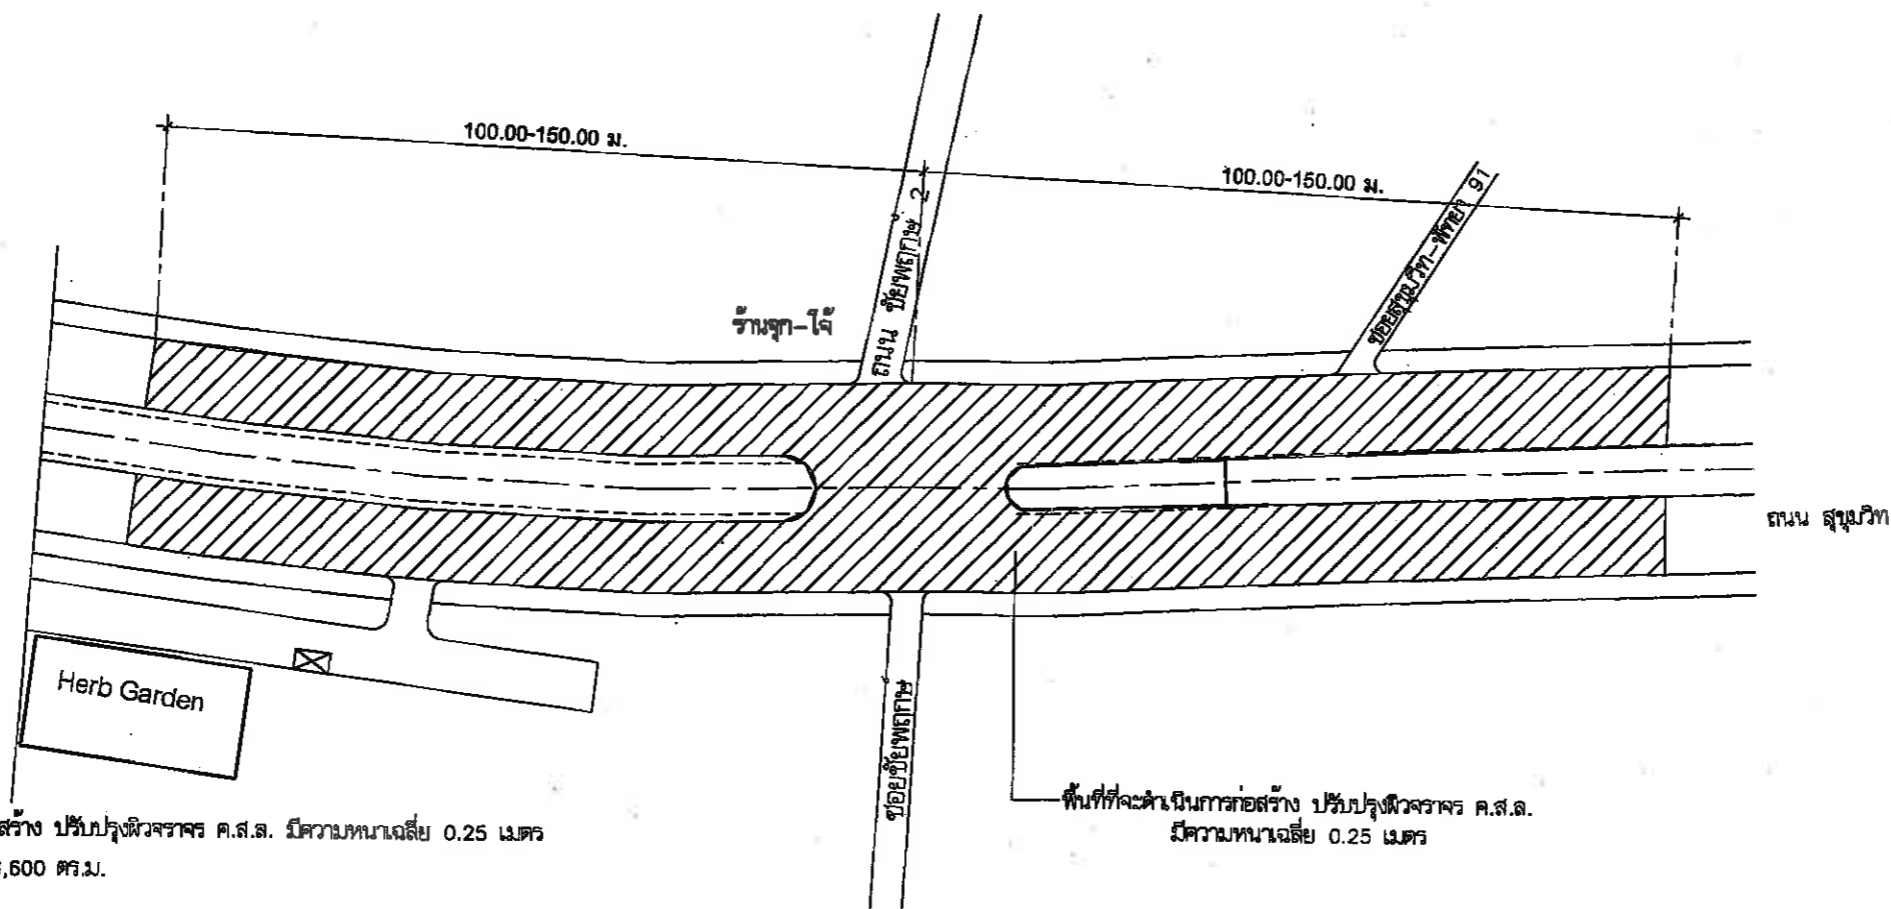 100.00-150.00 ม.
100.00-150.00 ม.
ถนน ชัยพฤกษ์ 2
ซอยสุขุมวิท-พัทยา 91
ร้านจุก-โจ้
ถนน สุขุมวิท
Herb Garden
ซอยชัยพฤกษ์
พื้นที่ที่จะดำเนินการก่อสร้าง ปรับปรุงผิวจราจร ค.ส.ล.
มีความหนาเฉลี่ย 0.25 เมตร
สร้าง ปรับปรุงผิวจราจร ค.ส.ล. มีความหนาเฉลี่ย 0.25 เมตร
,600 ตร.ม.